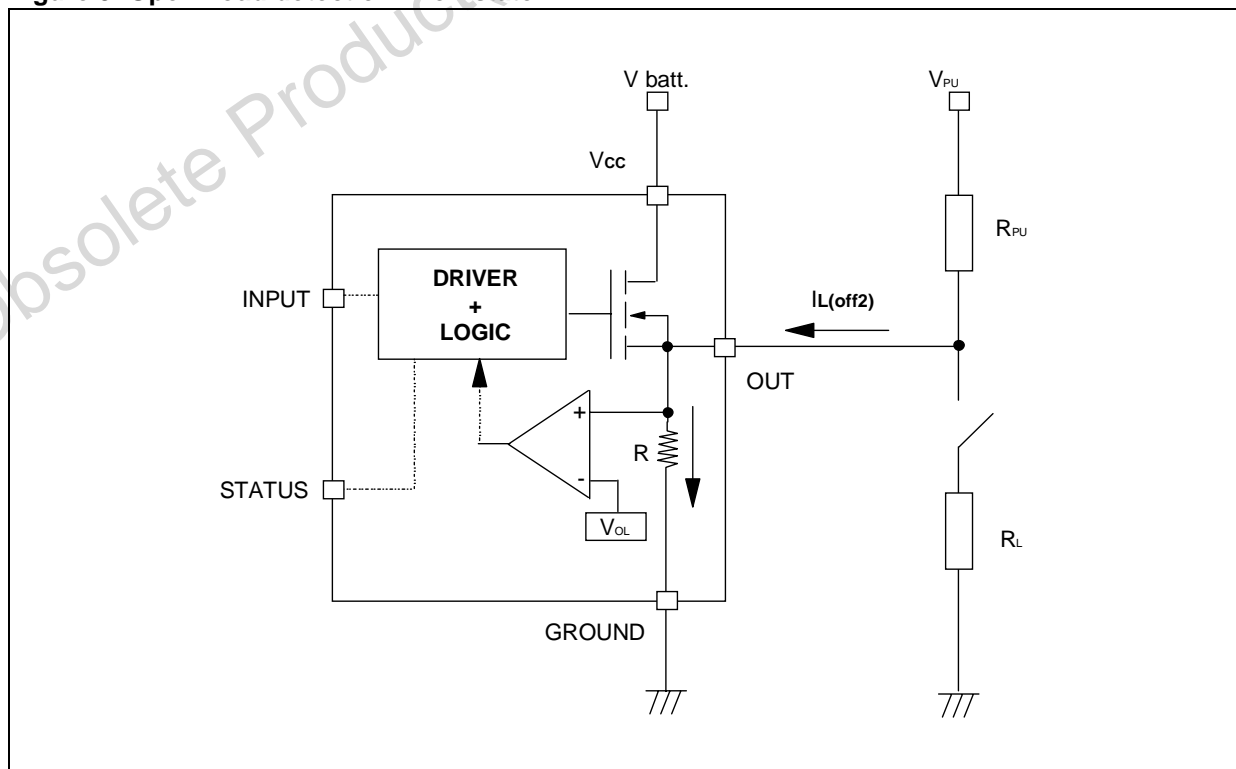 Obsolete Product
V batt.
VPU
Vcc
RPU
DRIVER
+
LOGIC
INPUT
IL(off2)
OUT
+
R
-
STATUS
VOL
RL
GROUND